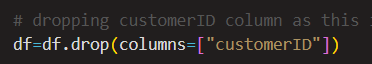 # dropping customerID column as this
df=df.drop(columns=["customerID"])